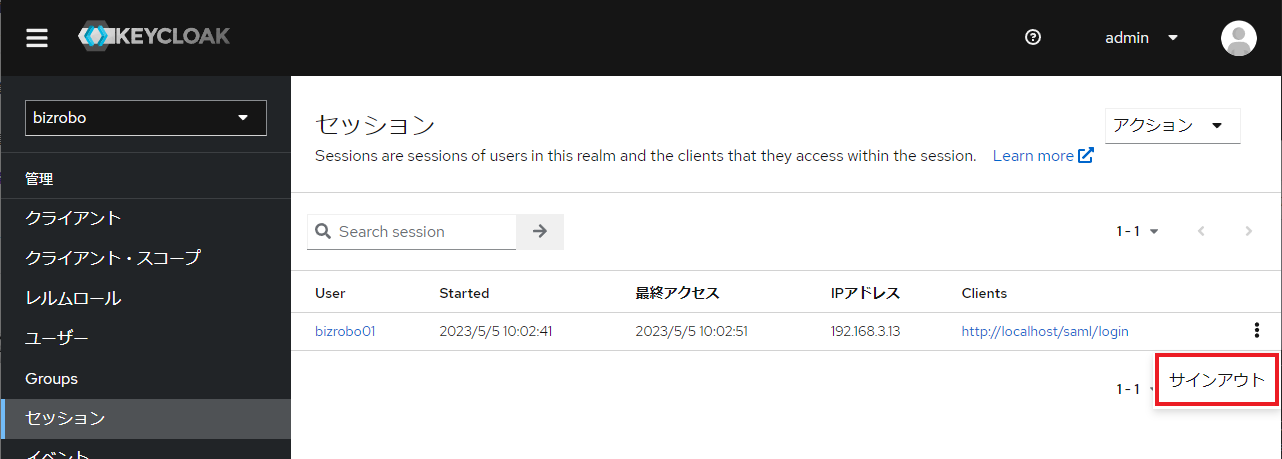 KEYCLOAK
admin
bizrobo
管理
クライアント
クライアント・スコープ
レルムロール
ユーザー
Groups
セッション
イベント
セッション
アクション
Sessions are sessions of users in this realm and the clients that they access within the session. Learn more
Search session
1 - 1
User Started 最終アクセス IPアドレス Clients
bizrobo01 2023/5/5 10:02:41 2023/5/5 10:02:51 192.168.3.13 http://localhost/saml/login
1 - 1
サインアウト